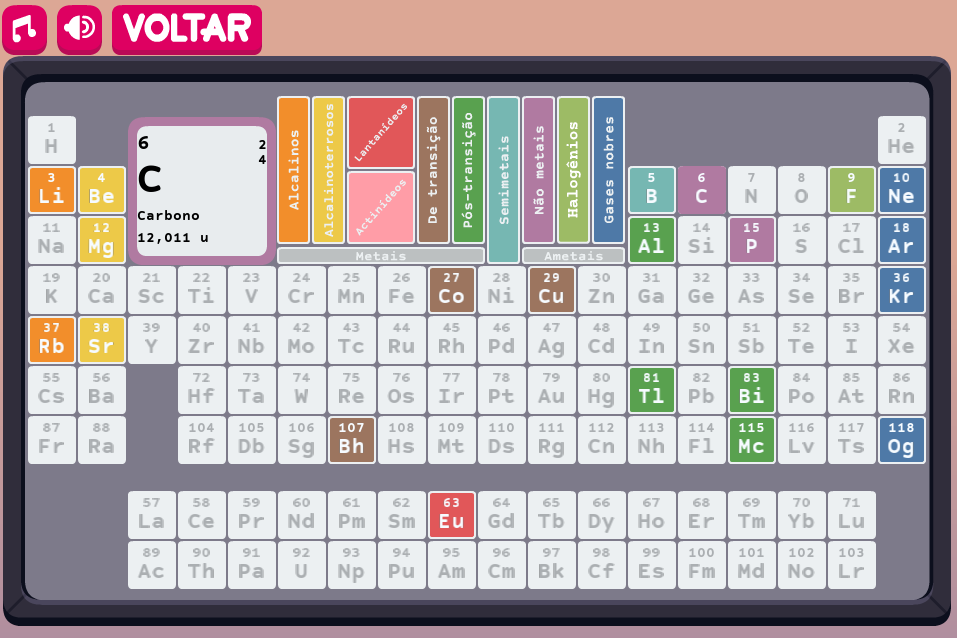 VOLTAR
Alcalinos
Alcalinoterrosos
Lantanídeos
Actinídeos
De transição
Pós-transição
Semimetais
Não metais
Halogênios
Gases nobres
Metais
Ametais
6
2
4
C
Carbono
12,011 u
1 2
H He
3 4 5 6 7 8 9 10
Li Be B C N O F Ne
11 12 13 14 15 16 17 18
Na Mg Al Si P S Cl Ar
19 20 21 22 23 24 25 26 27 28 29 30 31 32 33 34 35 36
K Ca Sc Ti V Cr Mn Fe Co Ni Cu Zn Ga Ge As Se Br Kr
37 38 39 40 41 42 43 44 45 46 47 48 49 50 51 52 53 54
Rb Sr Y Zr Nb Mo Tc Ru Rh Pd Ag Cd In Sn Sb Te I Xe
55 56 72 73 74 75 76 77 78 79 80 81 82 83 84 85 86
Cs Ba Hf Ta W Re Os Ir Pt Au Hg Tl Pb Bi Po At Rn
87 88 104 105 106 107 108 109 110 111 112 113 114 115 116 117 118
Fr Ra Rf Db Sg Bh Hs Mt Ds Rg Cn Nh Fl Mc Lv Ts Og
57 58 59 60 61 62 63 64 65 66 67 68 69 70 71
La Ce Pr Nd Pm Sm Eu Gd Tb Dy Ho Er Tm Yb Lu
89 90 91 92 93 94 95 96 97 98 99 100 101 102 103
Ac Th Pa U Np Pu Am Cm Bk Cf Es Fm Md No Lr